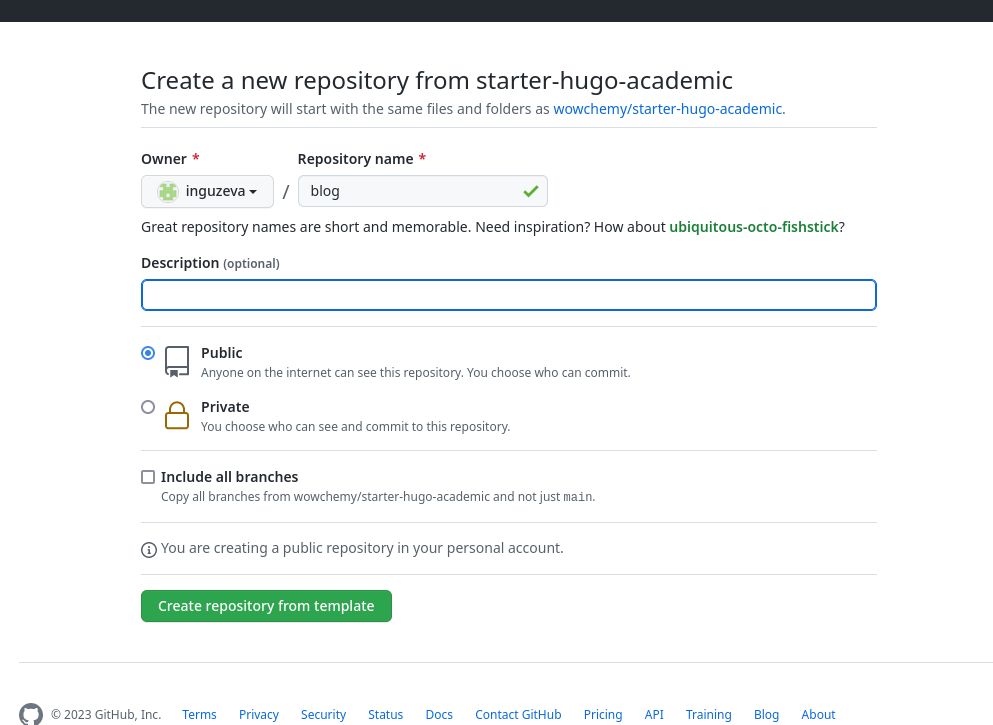 Create a new repository from starter-hugo-academic
The new repository will start with the same files and folders as wowchemy/starter-hugo-academic.
Owner * Repository name *
inguzeva / blog
Great repository names are short and memorable. Need inspiration? How about ubiquitous-octo-fishstick?
Description (optional)
Public
Anyone on the internet can see this repository. You choose who can commit.
Private
You choose who can see and commit to this repository.
Include all branches
Copy all branches from wowchemy/starter-hugo-academic and not just main.
You are creating a public repository in your personal account.
Create repository from template
© 2023 GitHub, Inc. Terms Privacy Security Status Docs Contact GitHub Pricing API Training Blog About